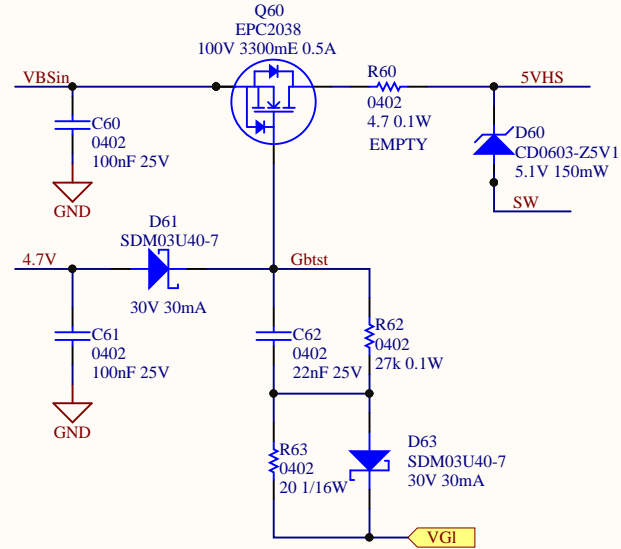 Q60
EPC2038
100V 3300mE 0.5A
VBSin
R60
0402
4.7 0.1W
EMPTY
5VHS
C60
0402
100nF 25V
GND
D60
CD0603-Z5V1
5.1V 150mW
SW
D61
SDM03U40-7
30V 30mA
4.7V
Gbtst
C61
0402
100nF 25V
GND
C62
0402
22nF 25V
R62
0402
27k 0.1W
R63
0402
20 1/16W
D63
SDM03U40-7
30V 30mA
VGl